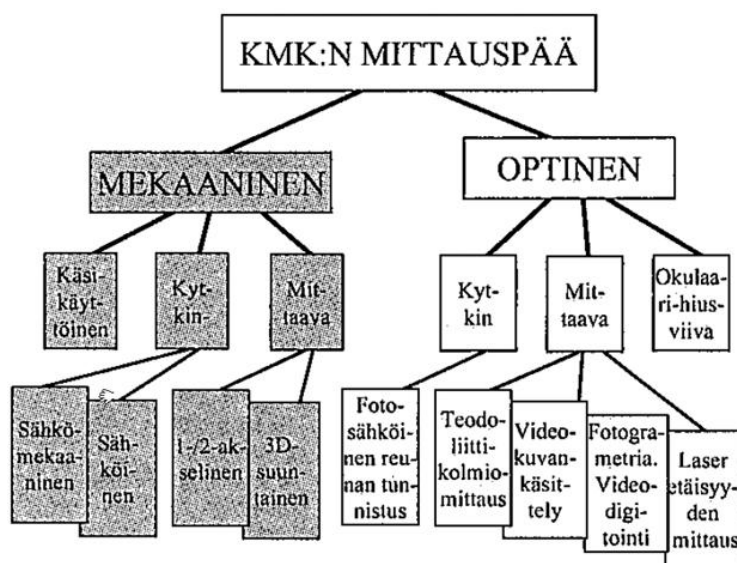 KMK:N MITTAUSPÄÄ
MEKAANINEN
OPTINEN
Käsi-
käyt-
töinen
Kyt-
kin-
Mit-
taava
Kyt-
kin
Mit-
taava
Okulaa-
ri-hius-
viiva
Sähkö-
mekaa-
ninen
Säh-
köi-
nen
1-/2-ak-
selinen
3D-
suun-
tainen
Foto-
sähköi-
nen reu-
nan tun-
nistus
Teodo-
liitti-
kolmio-
mittaus
Video-
kuvan-
käsit-
tely
Fotogra-
metria.
Video-
digi-
tointi
Laser
etäisyy-
den
mittaus